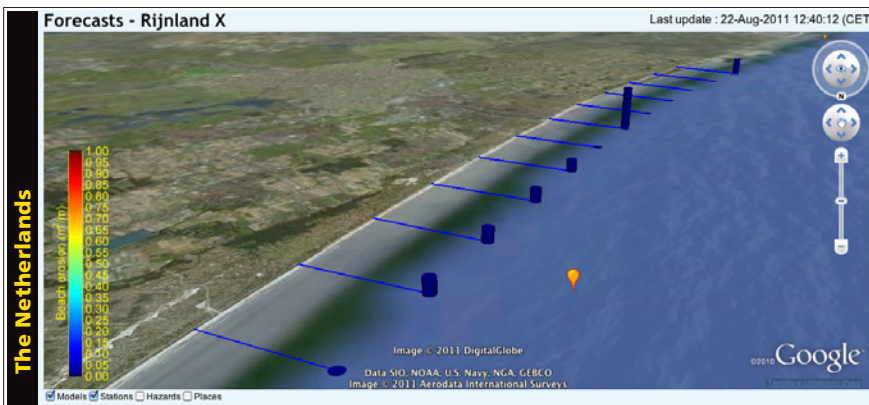 Forecasts - Rijnland X
Last update : 22-Aug-2011 12:40:12 (CET
The Netherlands
Beach erosion (m³/m)
1.00
0.95
0.90
0.85
0.80
0.75
0.70
0.65
0.60
0.55
0.50
0.45
0.40
0.35
0.30
0.25
0.20
0.15
0.10
0.05
0.00
N
Image © 2011 DigitalGlobe
Data SIO, NOAA, U.S. Navy, NGA, GEBCO
Image © 2011 Aerodata International Surveys
©2010 Google
Models Stations Hazards Places